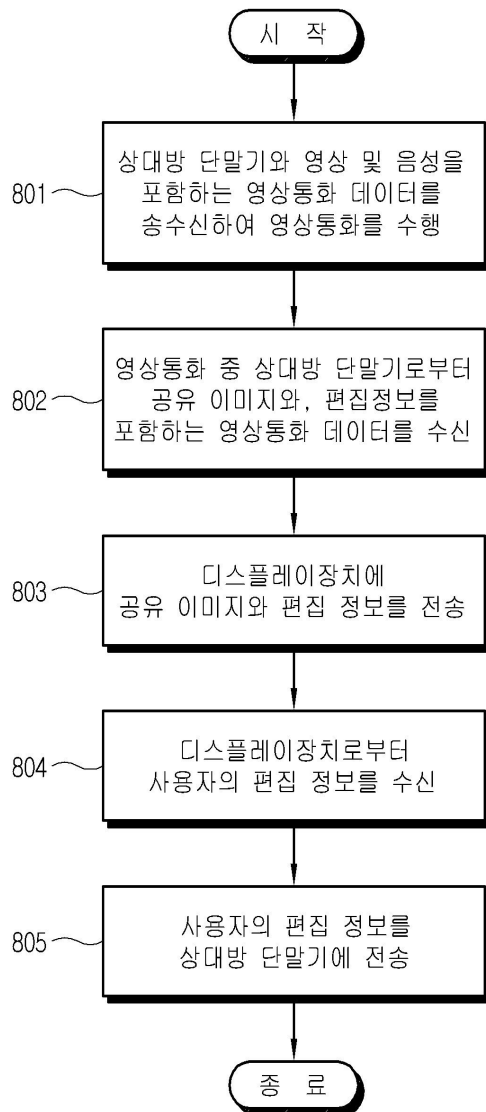 시 작
801
상대방 단말기와 영상 및 음성을
포함하는 영상통화 데이터를
송수신하여 영상통화를 수행
802
영상통화 중 상대방 단말기로부터
공유 이미지와, 편집정보를
포함하는 영상통화 데이터를 수신
803
디스플레이장치에
공유 이미지와 편집 정보를 전송
804
디스플레이장치로부터
사용자의 편집 정보를 수신
805
사용자의 편집 정보를
상대방 단말기에 전송
종 료